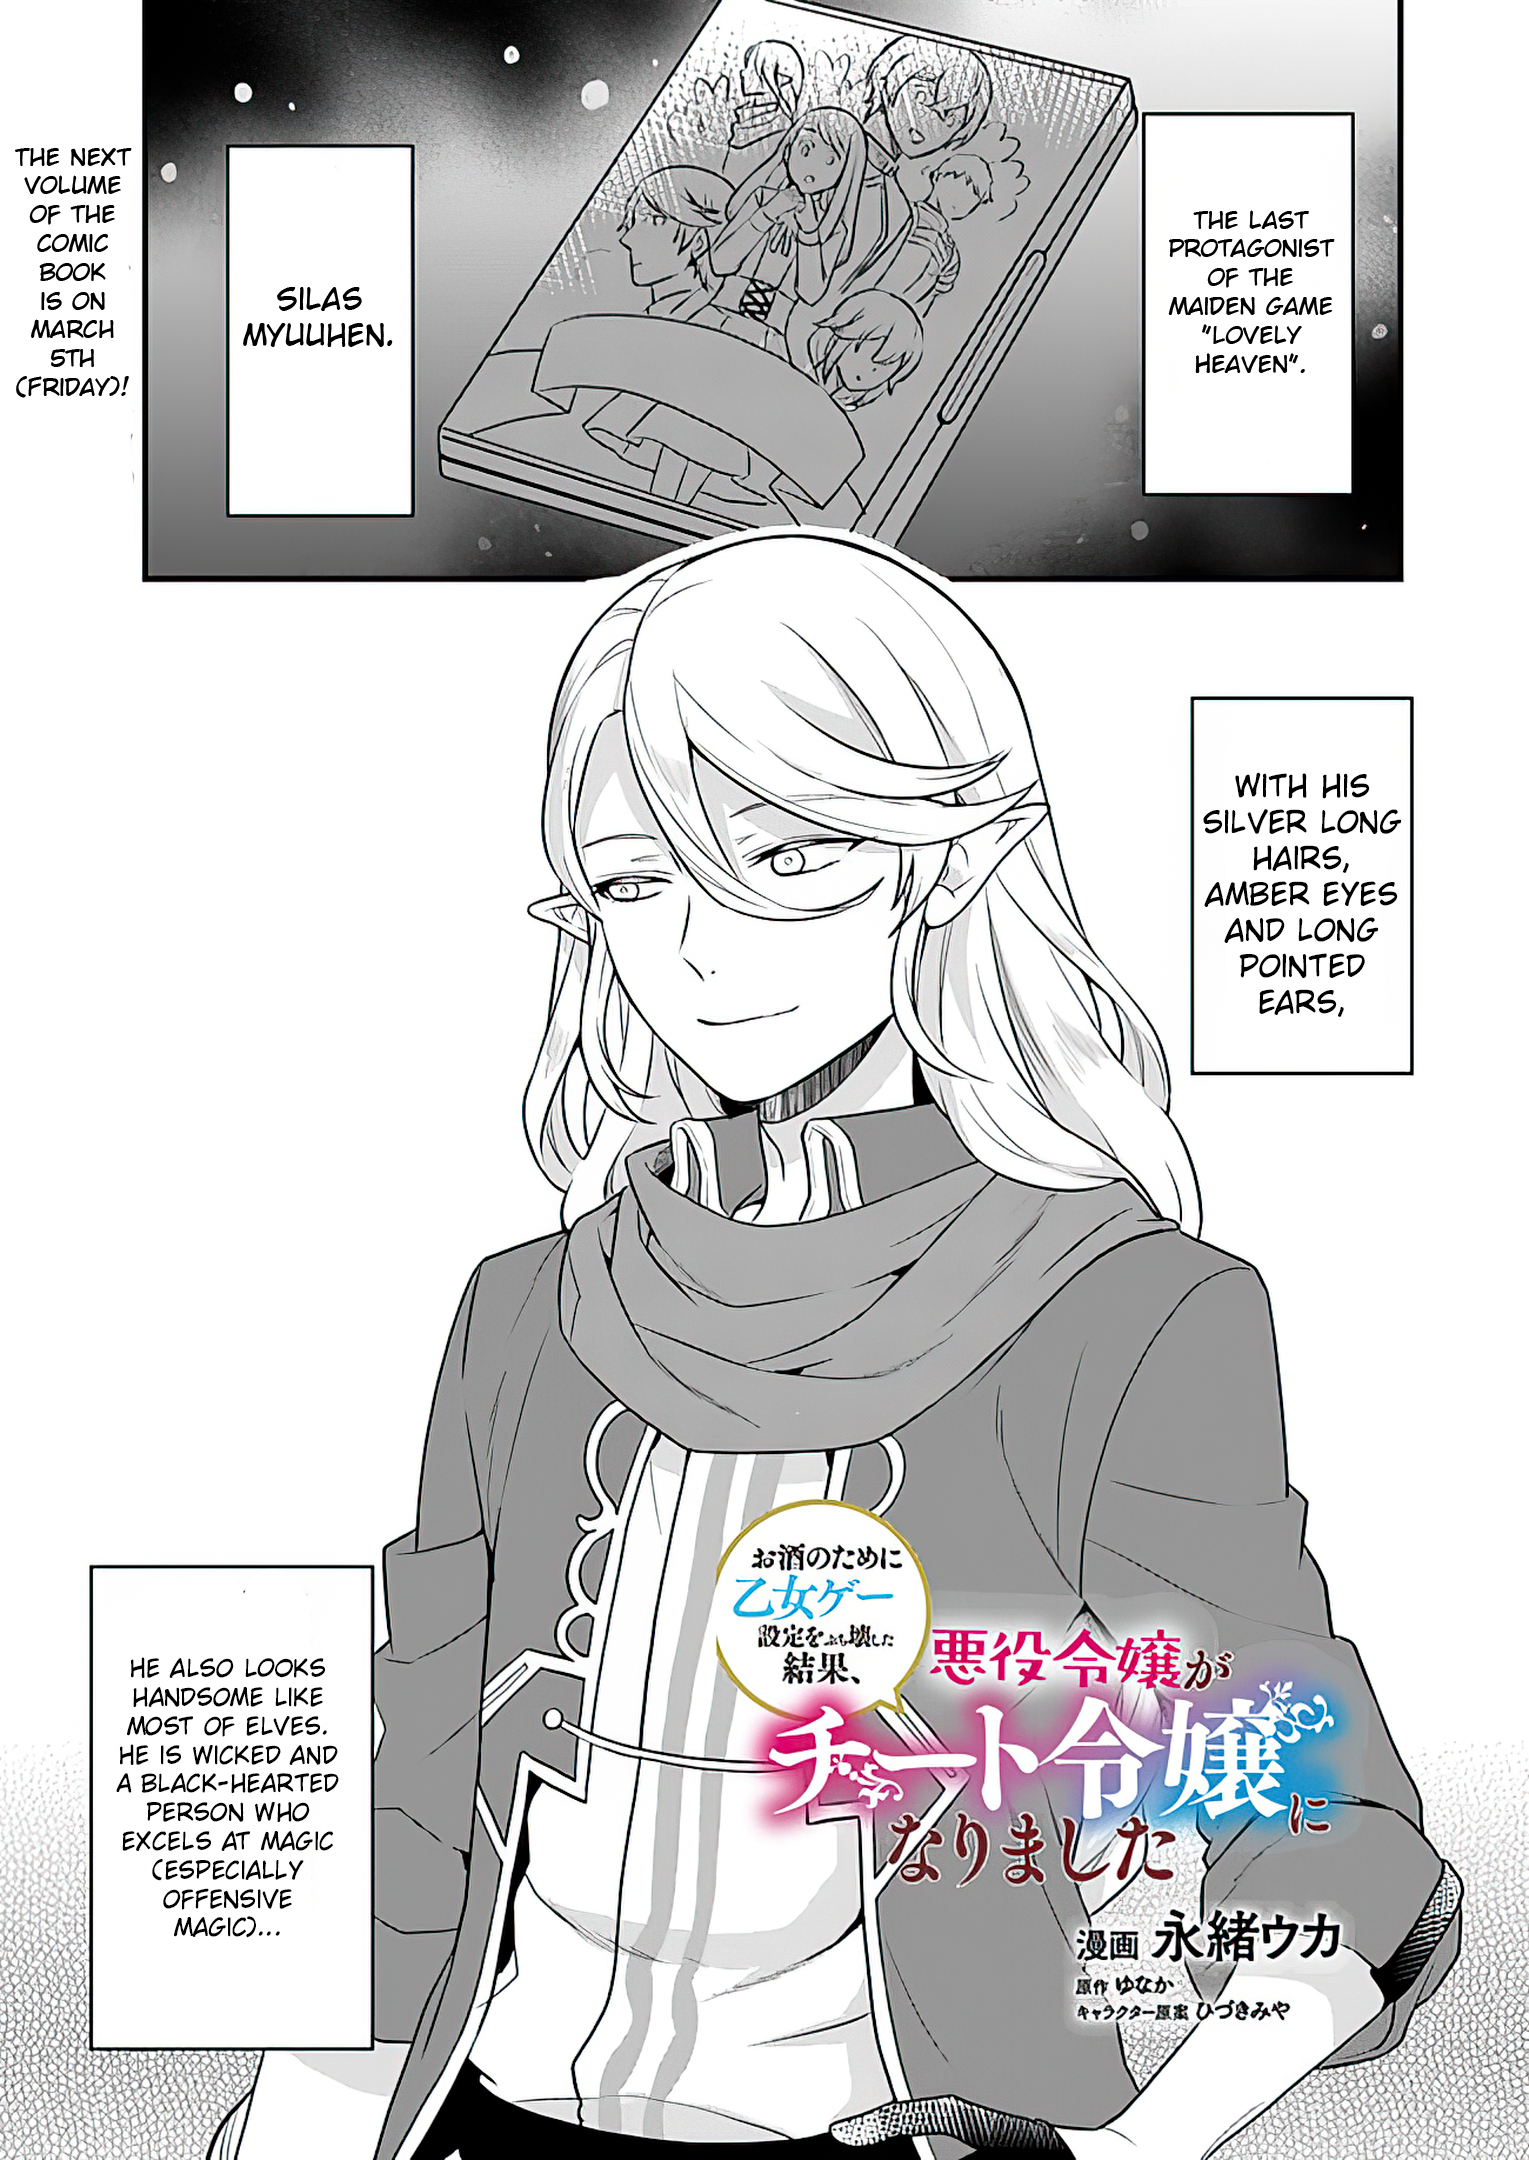 THE LAST
PROTAGONIST
OF THE
MAIDEN GAME
"LOVELY
HEAVEN".
SILAS
MYUUHEN.
THE NEXT
VOLUME
OF THE
COMIC
BOOK
IS ON
MARCH
5TH
(FRIDAY)!
WITH HIS
SILVER LONG
HAIRS,
AMBER EYES
AND LONG
POINTED
EARS,
HE ALSO LOOKS
HANDSOME LIKE
MOST OF ELVES.
HE IS WICKED AND
A BLACK-HEARTED
PERSON WHO
EXCELS AT MAGIC
(ESPECIALLY
OFFENSIVE
MAGIC)...
お酒のために
乙女ゲー
設定をぶち壊した
結果、
悪役令嬢が
チート令嬢に
なりました
漫画 永緒ウカ
原作 ゆなか
キャラクター原案 ひづきみや